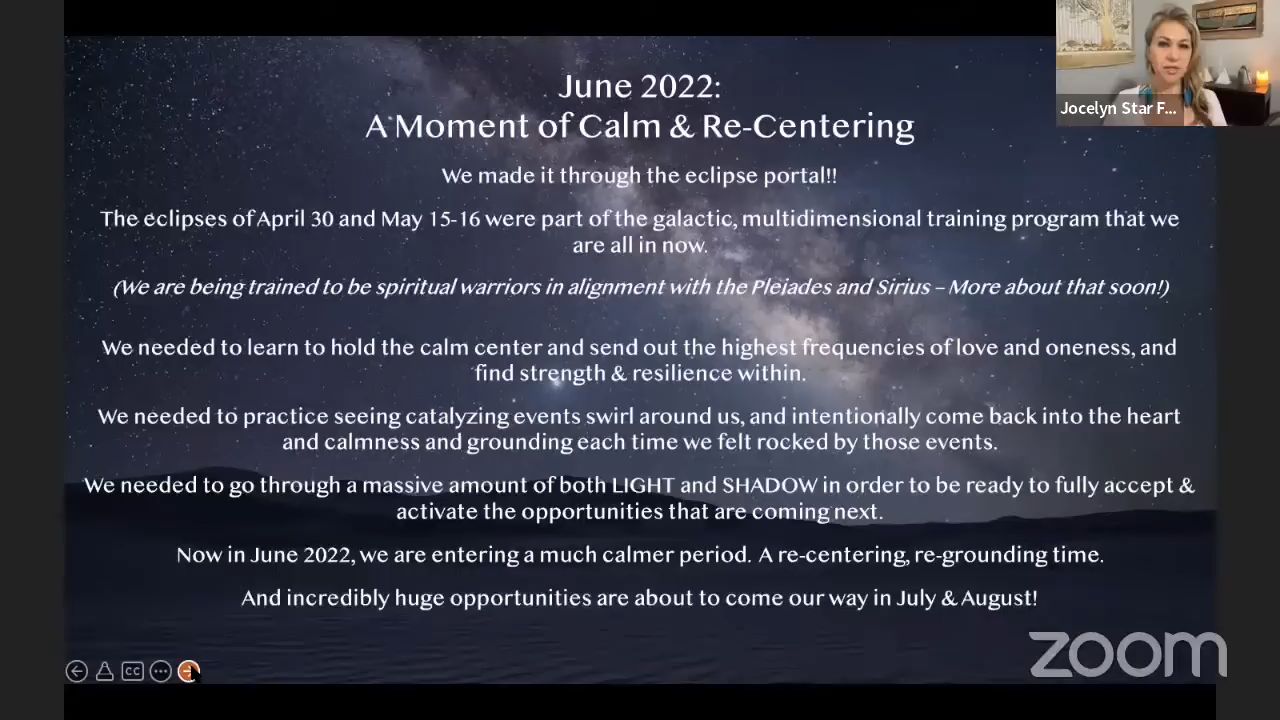 June 2022:
A Moment of Calm & Re-Centering
Jocelyn Star F...
We made it through the eclipse portal!!
The eclipses of April 30 and May 15-16 were part of the galactic, multidimensional training program that we
are all in now.
(We are being trained to be spiritual warriors in alignment with the Pleiades and Sirius – More about that soon!)
We needed to learn to hold the calm center and send out the highest frequencies of love and oneness, and
find strength & resilience within.
We needed to practice seeing catalyzing events swirl around us, and intentionally come back into the heart
and calmness and grounding each time we felt rocked by those events.
We needed to go through a massive amount of both LIGHT and SHADOW in order to be ready to fully accept &
activate the opportunities that are coming next.
Now in June 2022, we are entering a much calmer period. A re-centering, re-grounding time.
And incredibly huge opportunities are about to come our way in July & August!
zoom
CC